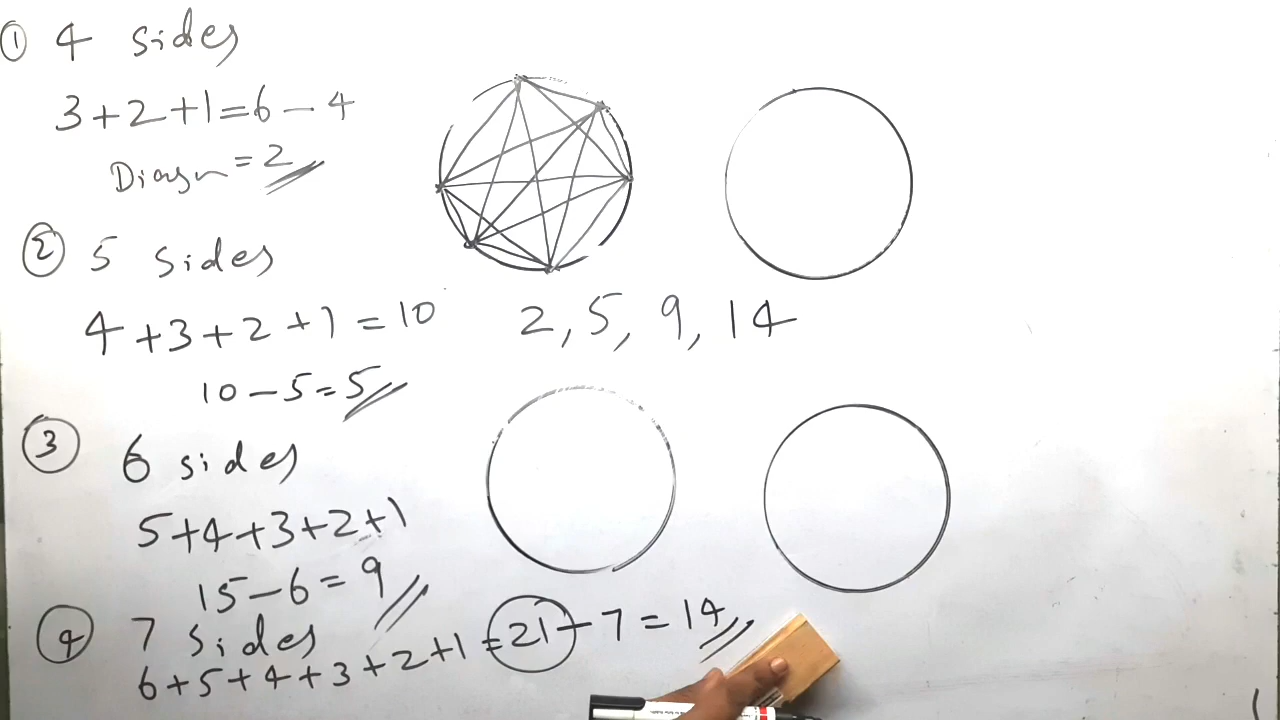 ① 4 sides
3+2+1=6-4
Diagn = 2
② 5 sides
4+3+2+1=10
10-5=5
2, 5, 9, 14
③ 6 sides
5+4+3+2+1
15-6=9
④ 7 sides
6+5+4+3+2+1=21-7=14